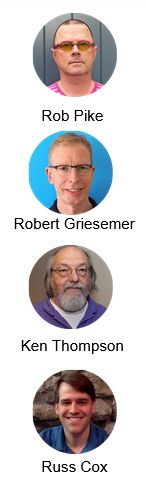 Rob Pike
Robert Griesemer
Ken Thompson
Russ Cox